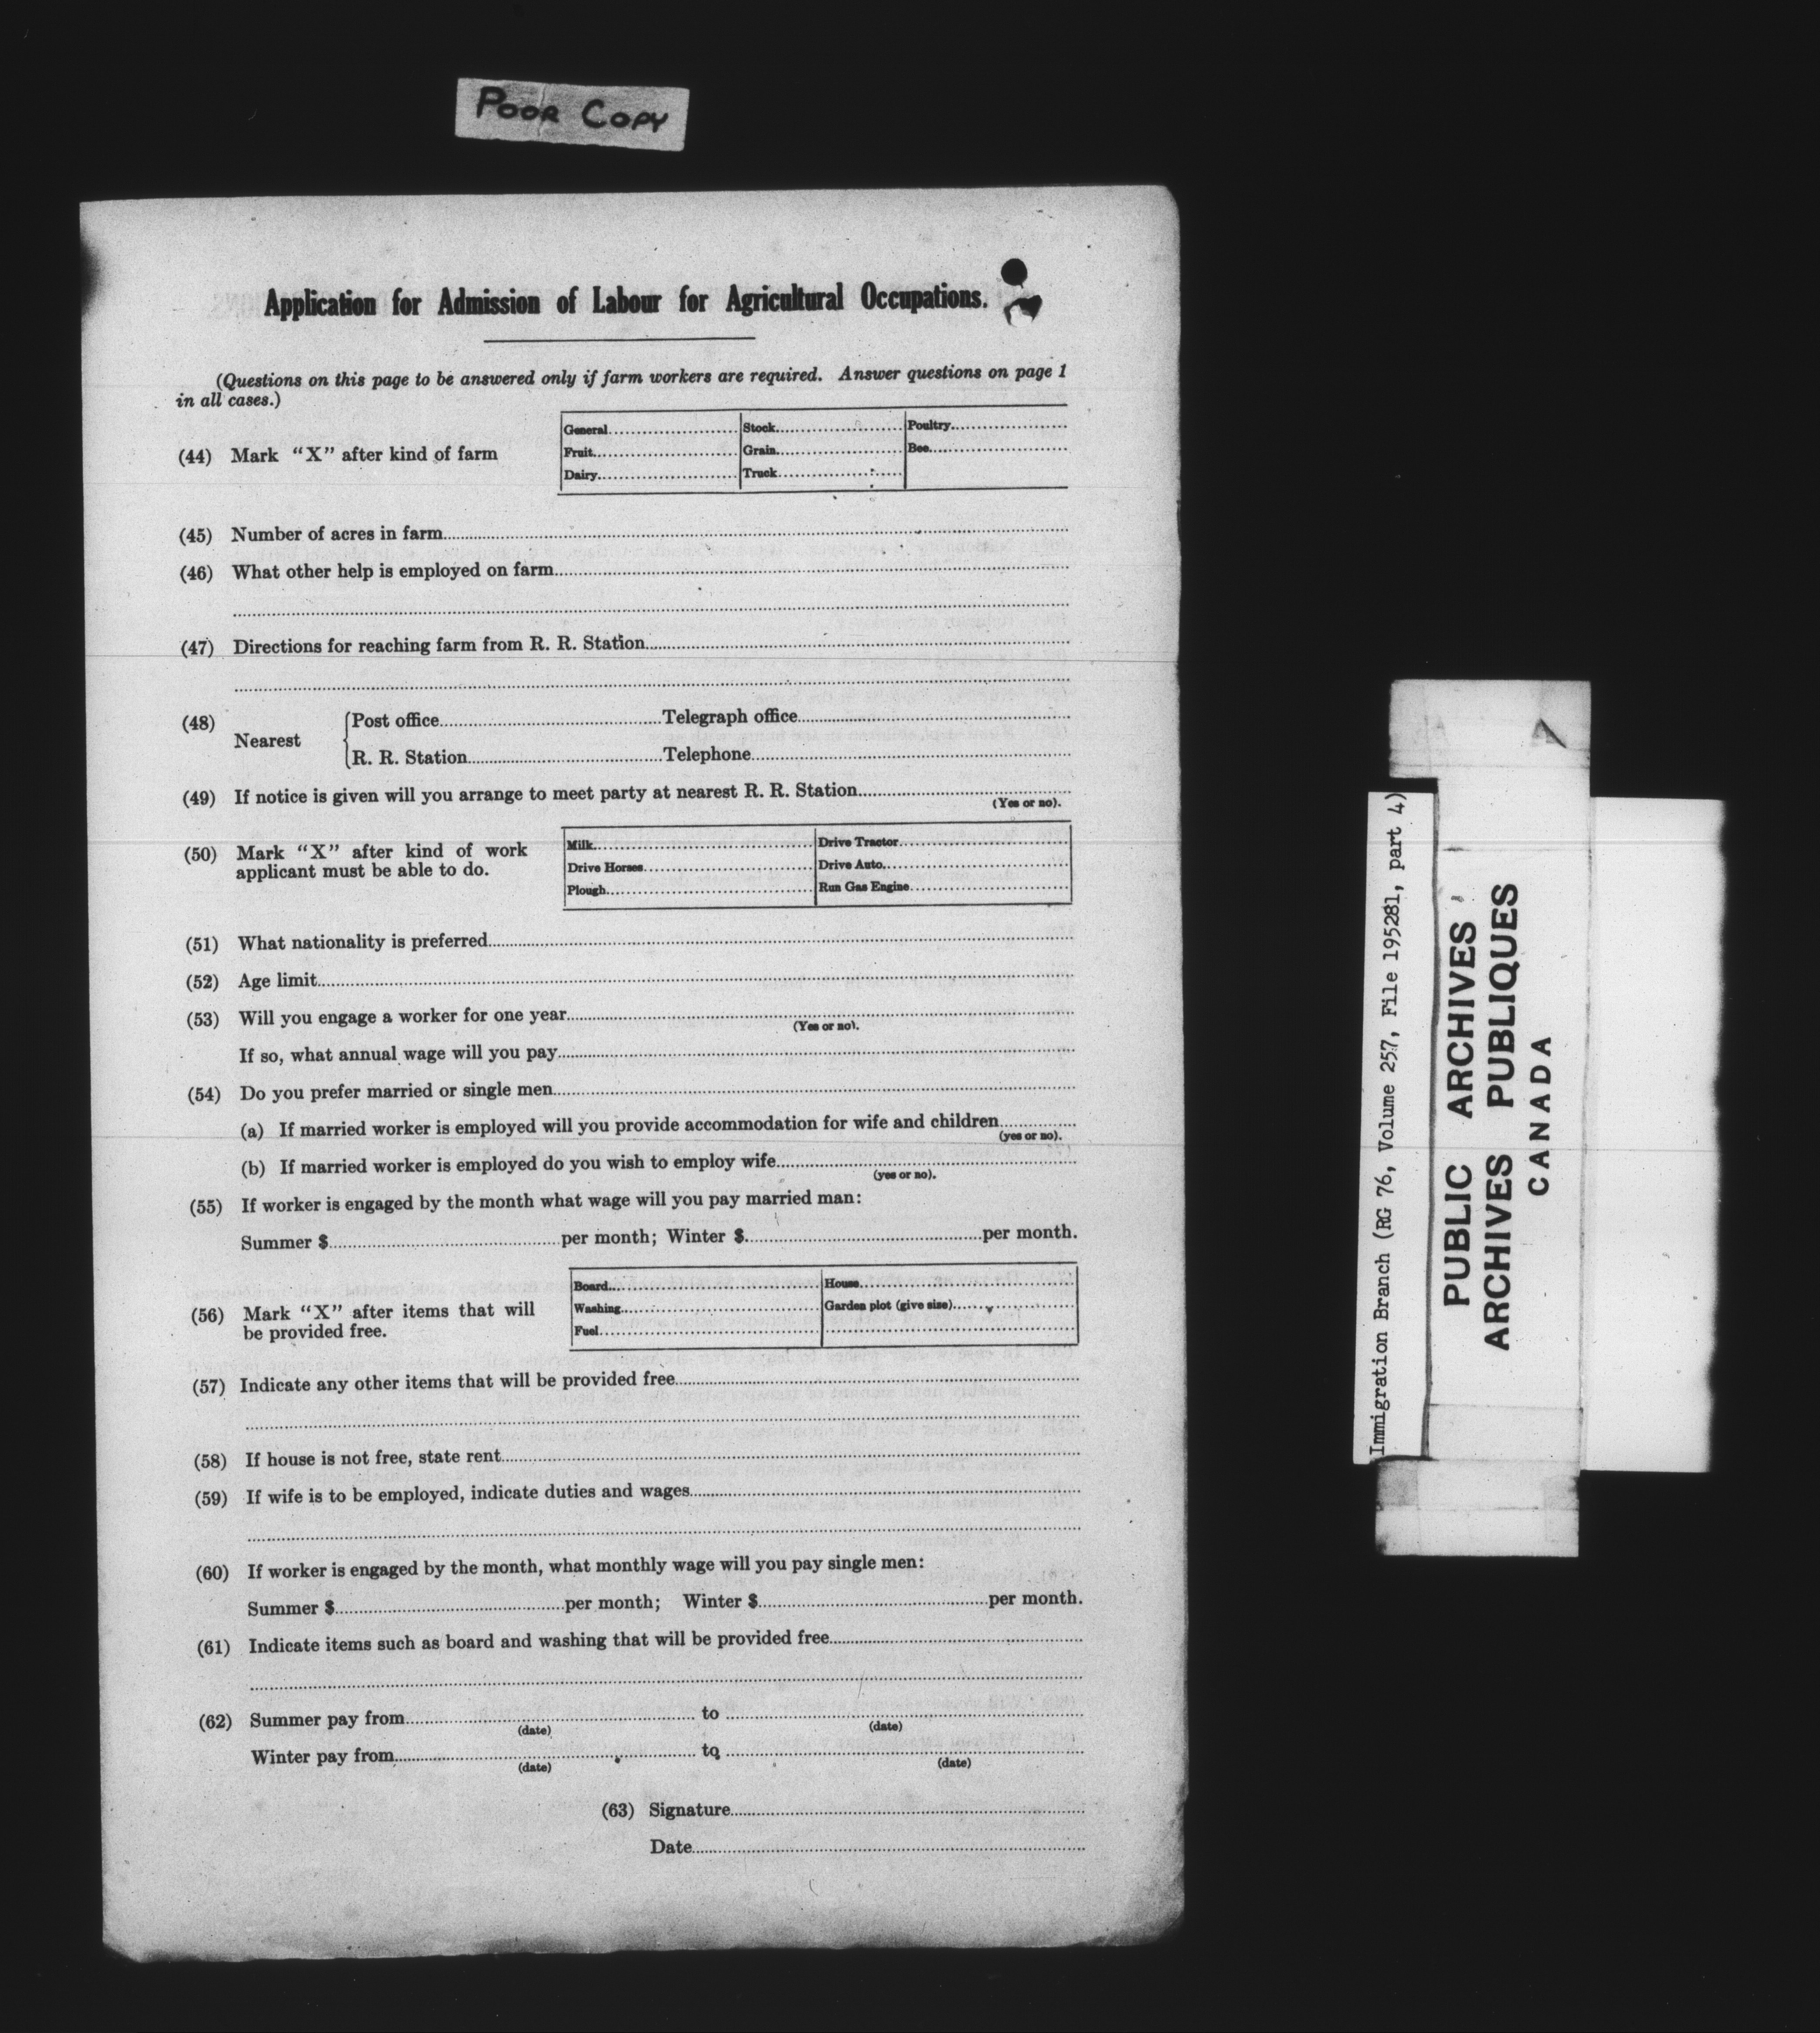 POOR COPY
Application for Admission of Labour for Agricultural Occupations.
(Questions on this page to be answered only if farm workers are required. Answer questions on page 1
in all cases.)
(44) Mark "X" after kind of farm
General
Stock
Poultry
Fruit
Grain
Bee
Dairy
Truck
(45) Number of acres in farm
(46) What other help is employed on farm
(47) Directions for reaching farm from R. R. Station
(48) Nearest
Post office
Telegraph office
R. R. Station
Telephone
(49) If notice is given will you arrange to meet party at nearest R. R. Station
(Yes or no).
(50) Mark "X" after kind of work
applicant must be able to do.
Milk
Drive Tractor
Drive Horses
Drive Auto
Plough
Run Gas Engine
(51) What nationality is preferred
(52) Age limit
(53) Will you engage a worker for one year
(Yes or no).
If so, what annual wage will you pay
(54) Do you prefer married or single men
(a) If married worker is employed will you provide accommodation for wife and children
(yes or no).
(b) If married worker is employed do you wish to employ wife
(yes or no).
(55) If worker is engaged by the month what wage will you pay married man:
Summer $ per month; Winter $ per month.
(56) Mark "X" after items that will
be provided free.
Board
House
Washing
Garden plot (give size)
Fuel
(57) Indicate any other items that will be provided free
(58) If house is not free, state rent
(59) If wife is to be employed, indicate duties and wages
(60) If worker is engaged by the month, what monthly wage will you pay single men:
Summer $ per month; Winter $ per month.
(61) Indicate items such as board and washing that will be provided free
(62) Summer pay from to
(date) (date)
Winter pay from to
(date) (date)
(63) Signature
Date
Immigration Branch (RG 76, Volume 257, File 195281, part 4)
PUBLIC ARCHIVES
ARCHIVES PUBLIQUES
CANADA